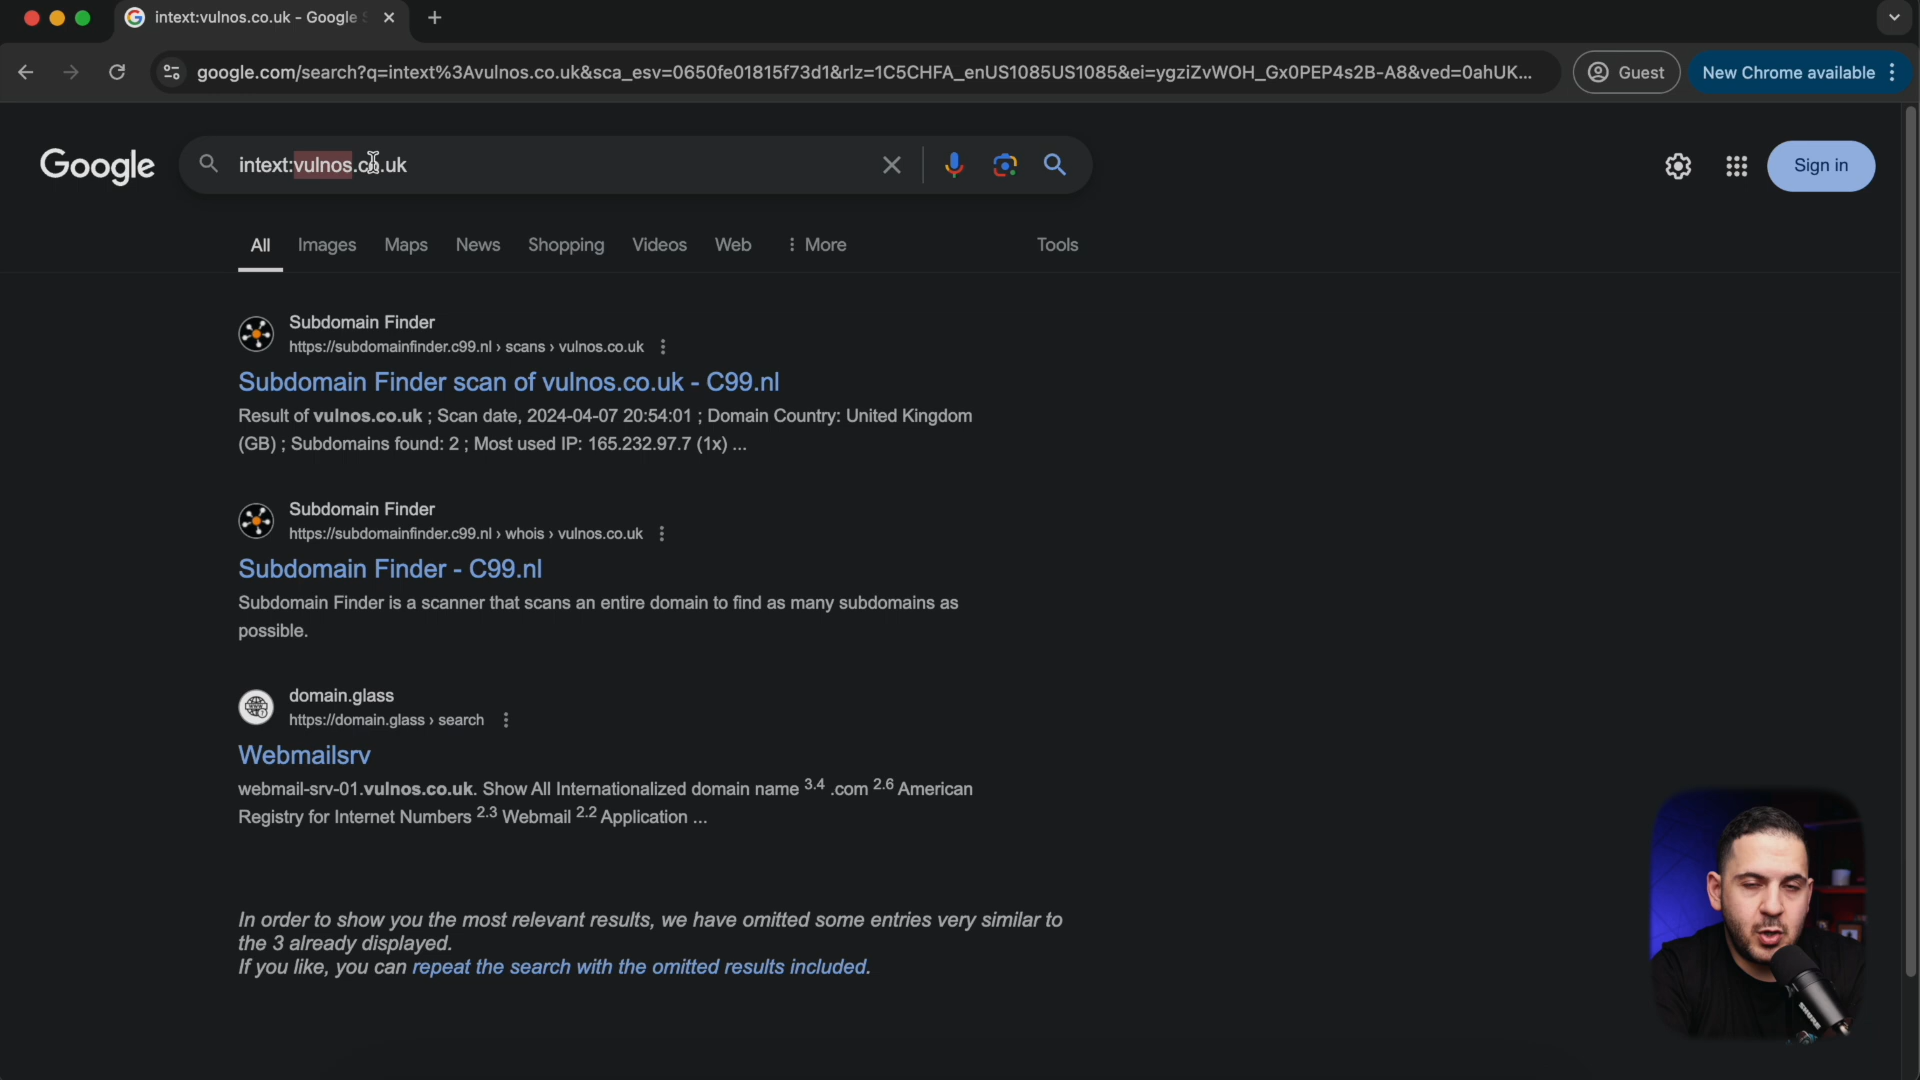 intext:vulnos.co.uk - Google S
google.com/search?q=intext%3Avulnos.co.uk&sca_esv=0650fe01815f73d1&rlz=1C5CHFA_enUS1085US1085&ei=ygziZvWOH_Gx0PEP4s2B-A8&ved=0ahUK...
Guest
New Chrome available
Google
intext:vulnos.co.uk
Sign in
All Images Maps News Shopping Videos Web More Tools
Subdomain Finder
https://subdomainfinder.c99.nl › scans › vulnos.co.uk
Subdomain Finder scan of vulnos.co.uk - C99.nl
Result of vulnos.co.uk ; Scan date, 2024-04-07 20:54:01 ; Domain Country: United Kingdom
(GB) ; Subdomains found: 2 ; Most used IP: 165.232.97.7 (1x) ...
Subdomain Finder
https://subdomainfinder.c99.nl › whois › vulnos.co.uk
Subdomain Finder - C99.nl
Subdomain Finder is a scanner that scans an entire domain to find as many subdomains as
possible.
domain.glass
https://domain.glass › search
Webmailsrv
webmail-srv-01.vulnos.co.uk. Show All Internationalized domain name 3.4 .com 2.6 American
Registry for Internet Numbers 2.3 Webmail 2.2 Application ...
In order to show you the most relevant results, we have omitted some entries very similar to
the 3 already displayed.
If you like, you can repeat the search with the omitted results included.